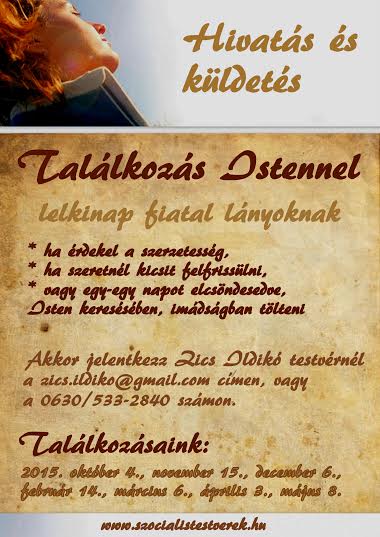 Hivatás és
küldetés
Találkozás Istennel
lelkinap fiatal lányoknak
* ha érdekel a szerzetesség,
* ha szeretnél kicsit felfrissülni,
* vagy egy-egy napot elcsöndesedve,
Isten keresésében, imádságban tölteni
Akkor jelentkezz Zics Ildikó testvérnél
a zics.ildiko@gmail.com címen, vagy
a 0630/533-2840 számon.
Találkozásaink:
2015. október 4., november 15., december 6.,
február 14., március 6., április 3., május 8.
www.szocialistestverek.hu